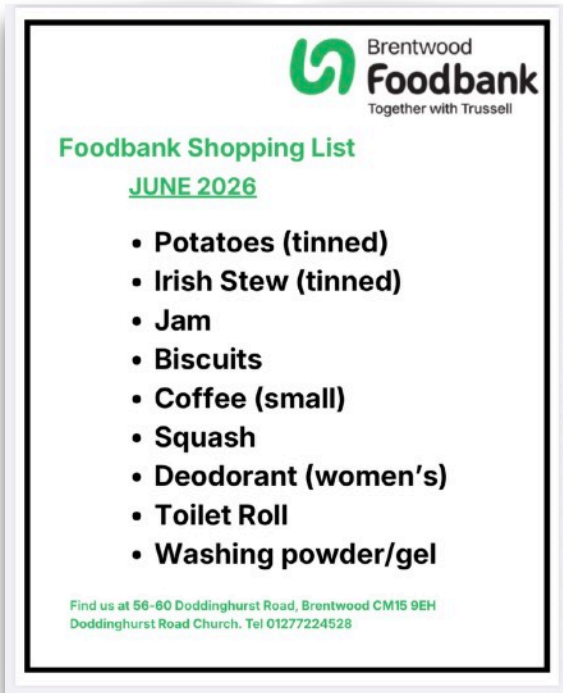 Brentwood
Foodbank
Together with Trussell
Foodbank Shopping List
JUNE 2026
• Potatoes (tinned)
• Irish Stew (tinned)
• Jam
• Biscuits
• Coffee (small)
• Squash
• Deodorant (women’s)
• Toilet Roll
• Washing powder/gel
Find us at 56-60 Doddinghurst Road, Brentwood CM15 9EH
Doddinghurst Road Church. Tel 01277224528